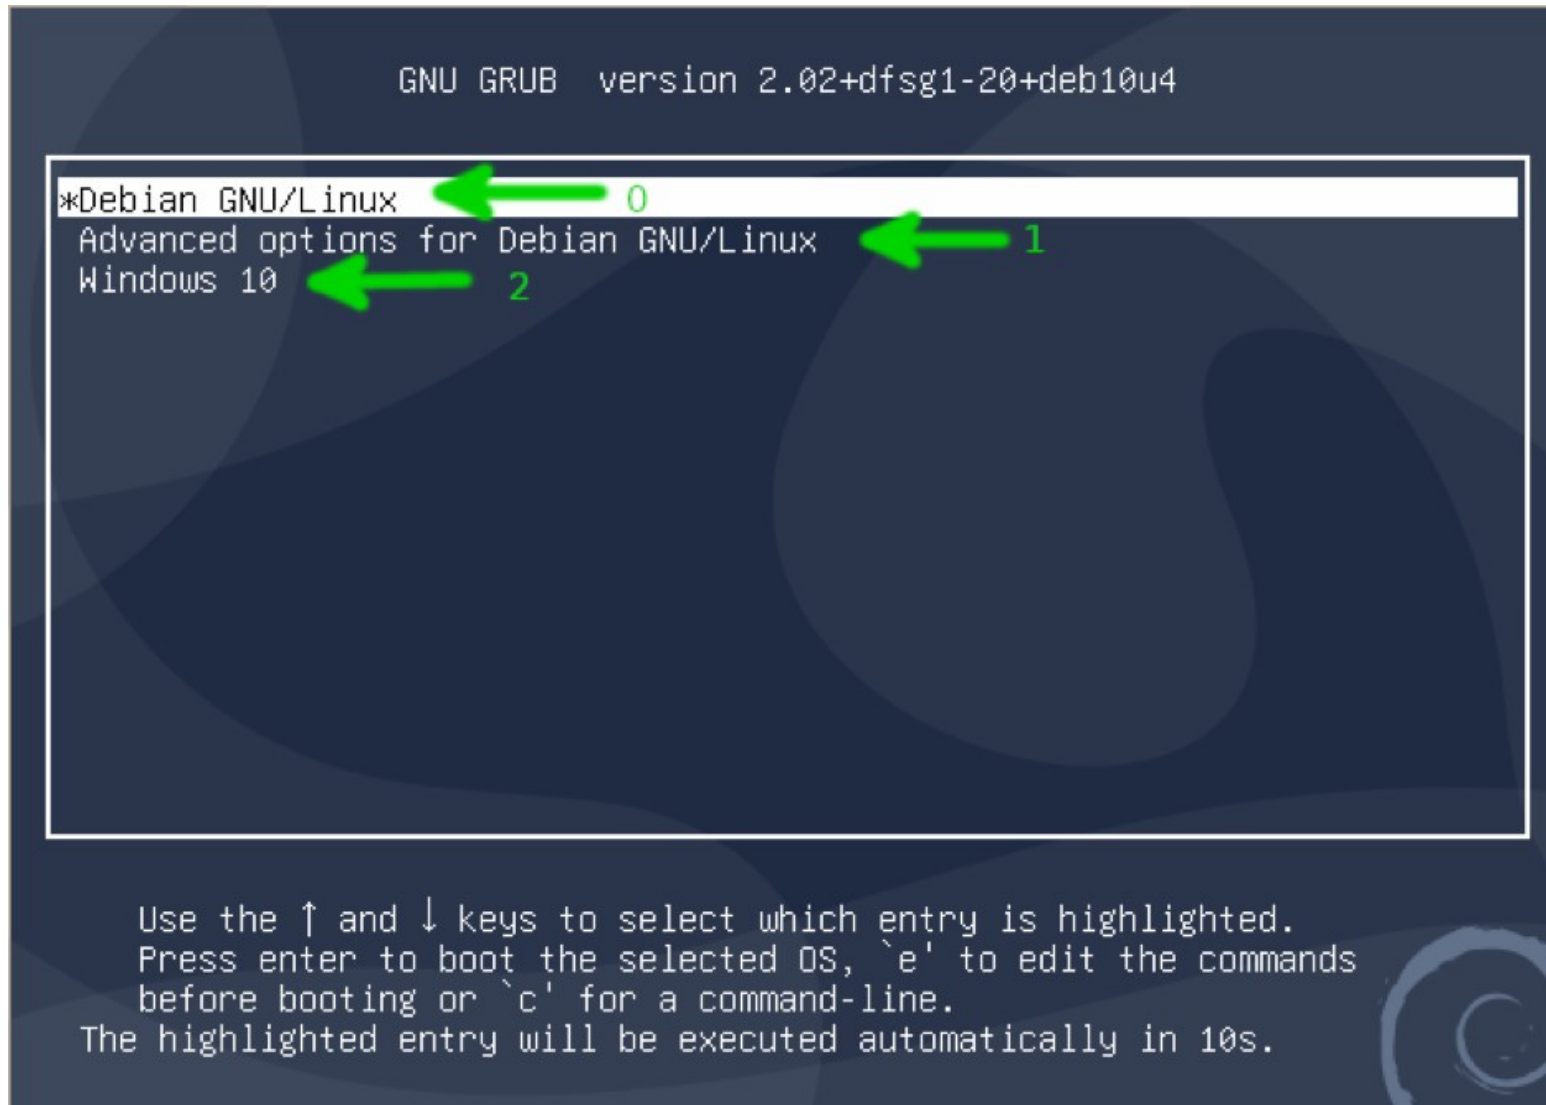 GNU GRUB version 2.02+dfsg1-20+deb10u4
*Debian GNU/Linux 0
Advanced options for Debian GNU/Linux 1
Windows 10 2
Use the ↑ and ↓ keys to select which entry is highlighted.
Press enter to boot the selected OS, `e' to edit the commands
before booting or `c' for a command-line.
The highlighted entry will be executed automatically in 10s.